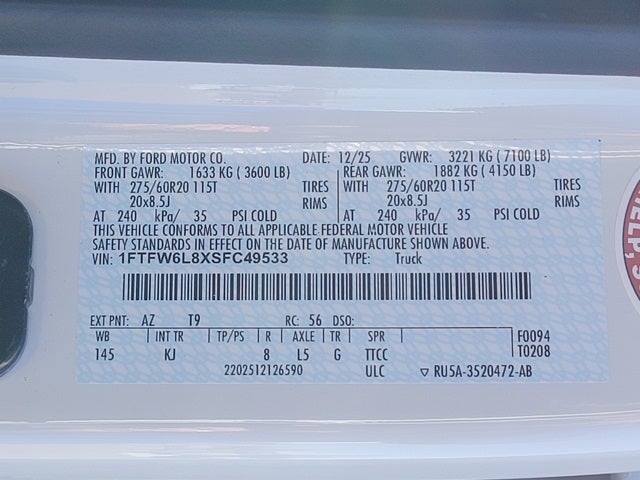 MFD. BY FORD MOTOR CO. DATE: 12/25 GVWR: 3221 KG ( 7100 LB)
FRONT GAWR: 1633 KG ( 3600 LB) REAR GAWR: 1882 KG ( 4150 LB)
WITH 275/60R20 115T TIRES WITH 275/60R20 115T TIRES
20x8.5J RIMS 20x8.5J RIMS
AT 240 kPa/ 35 PSI COLD AT 240 kPa/ 35 PSI COLD
THIS VEHICLE CONFORMS TO ALL APPLICABLE FEDERAL MOTOR VEHICLE
SAFETY STANDARDS IN EFFECT ON THE DATE OF MANUFACTURE SHOWN ABOVE.
VIN: 1FTFW6L8XSFC49533 TYPE: Truck
EXT PNT: AZ T9 RC: 56 DSO:
WB INT TR TP/PS R AXLE TR SPR F0094
145 KJ 8 L5 G TTCC T0208
2202512126590 ULC ▽ RU5A-3520472-AB
HELP, S